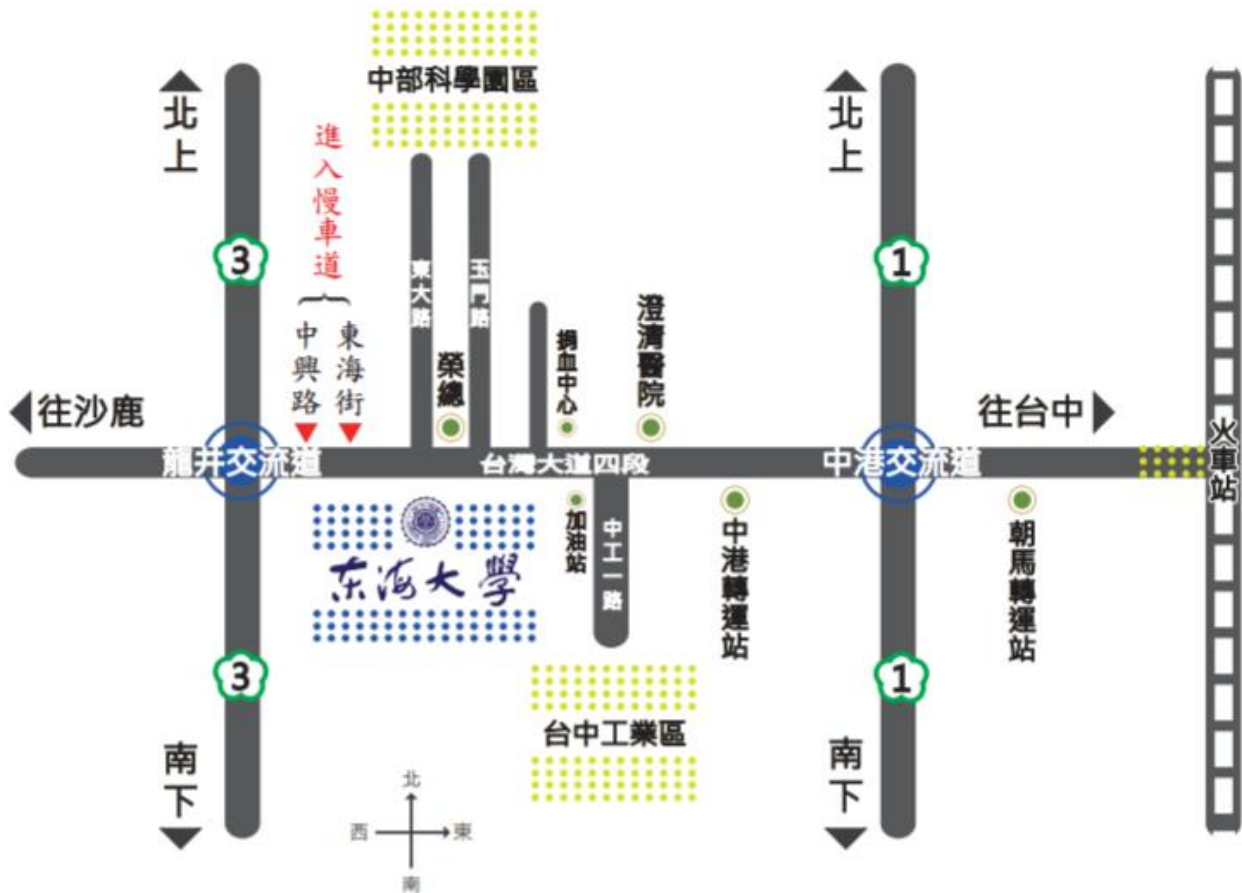 中部科學園區
北上
北上
進入慢車道
3
1
東大路
玉門路
中興路
東海街
榮總
捐血中心
澄清醫院
往沙鹿
往台中
龍井交流道
台灣大道四段
中港交流道
火車站
加油站
中工一路
中港轉運站
朝馬轉運站
东海大學
3
1
台中工業區
南下
南下
北
西
東
南